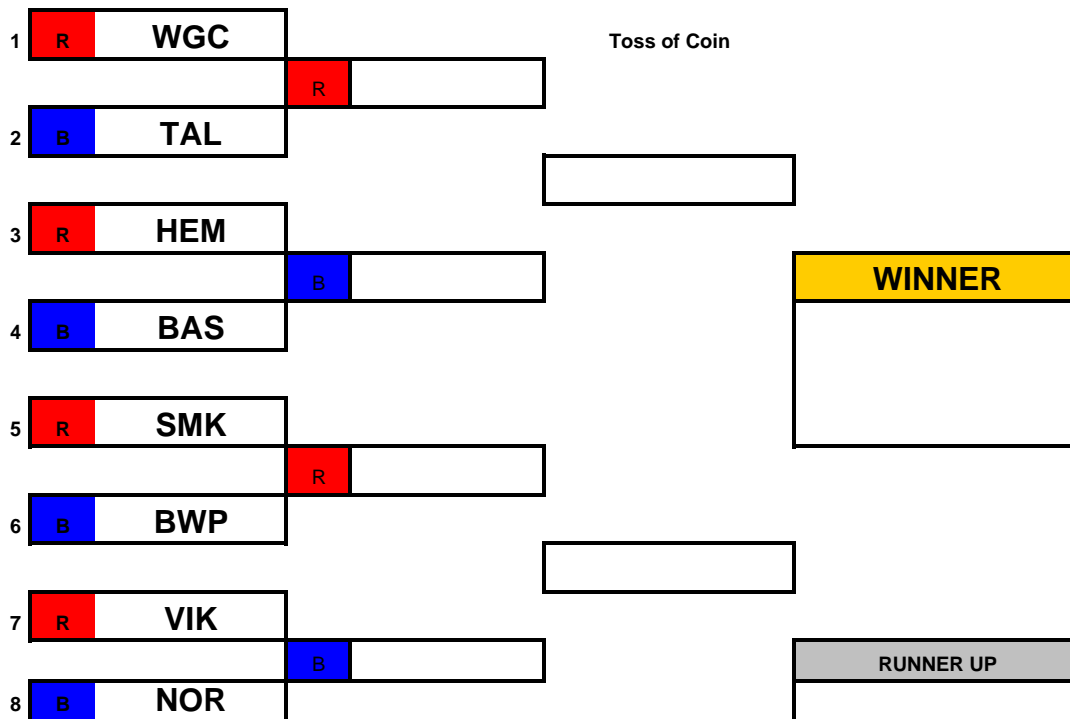 1 R WGC Toss of Coin
R
2 B TAL
3 R HEM
B WINNER
4 B BAS
5 R SMK
R
6 B BWP
7 R VIK
B RUNNER UP
8 B NOR